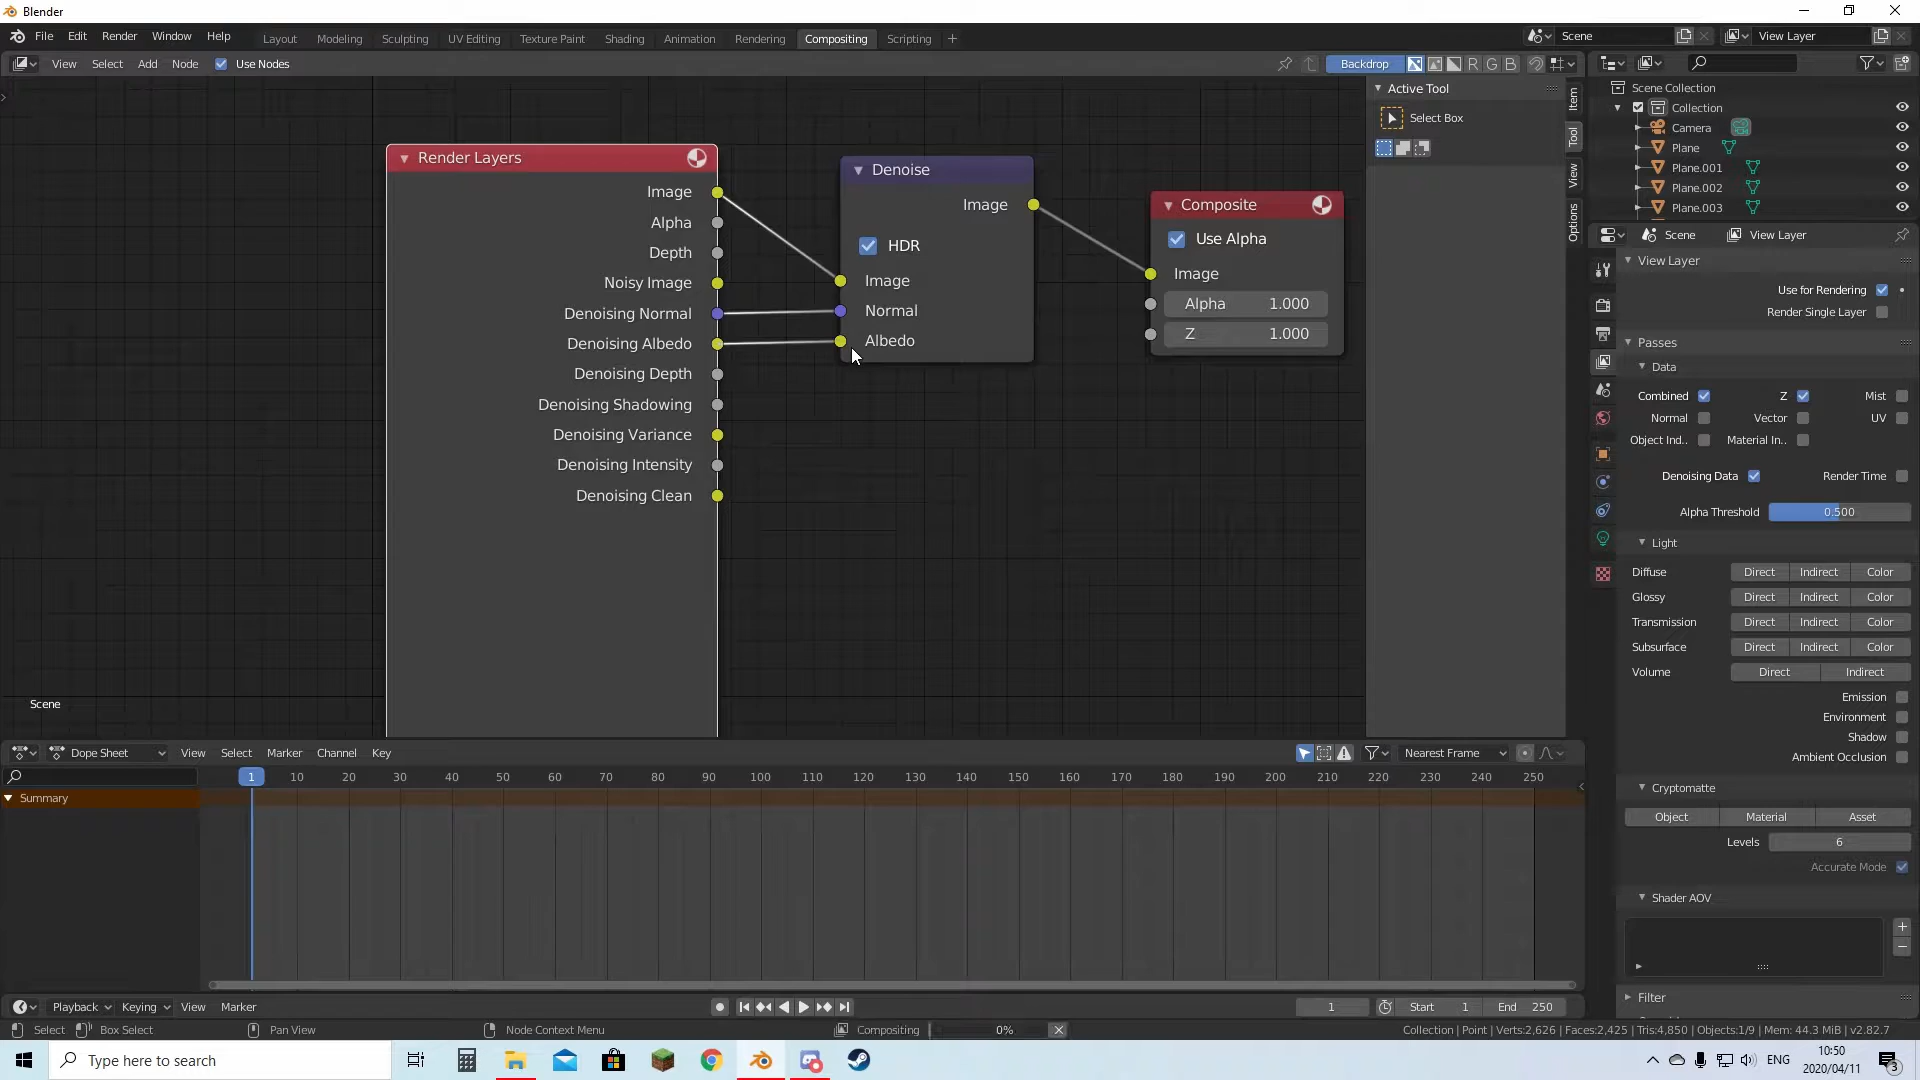 Blender
File Edit Render Window Help
Layout Modeling Sculpting UV Editing Texture Paint Shading Animation Rendering Compositing Scripting +
Scene
View Layer
View Select Add Node Use Nodes
Backdrop
R G B
Render Layers
Image
Alpha
Depth
Noisy Image
Denoising Normal
Denoising Albedo
Denoising Depth
Denoising Shadowing
Denoising Variance
Denoising Intensity
Denoising Clean
Denoise
Image
HDR
Image
Normal
Albedo
Composite
Use Alpha
Image
Alpha 1.000
Z 1.000
Scene
Active Tool
Select Box
Item
Tool
View
Options
Scene Collection
Collection
Camera
Plane
Plane.001
Plane.002
Plane.003
Scene View Layer
View Layer
Use for Rendering
Render Single Layer
Passes
Data
Combined Z Mist
Normal Vector UV
Object Ind.. Material In..
Denoising Data Render Time
Alpha Threshold 0.500
Light
Diffuse Direct Indirect Color
Glossy Direct Indirect Color
Transmission Direct Indirect Color
Subsurface Direct Indirect Color
Volume Direct Indirect
Emission
Environment
Shadow
Ambient Occlusion
Cryptomatte
Object Material Asset
Levels 6
Accurate Mode
Shader AOV
Filter
Dope Sheet View Select Marker Channel Key
Nearest Frame
1 10 20 30 40 50 60 70 80 90 100 110 120 130 140 150 160 170 180 190 200 210 220 230 240 250
Summary
Playback Keying View Marker
1 Start 1 End 250
Select Box Select Pan View Node Context Menu Compositing 0%
Collection | Point | Verts:2,626 | Faces:2,425 | Tris:4,850 | Objects:1/9 | Mem: 44.3 MiB | v2.82.7
Type here to search
ENG
10:50
2020/04/11
3